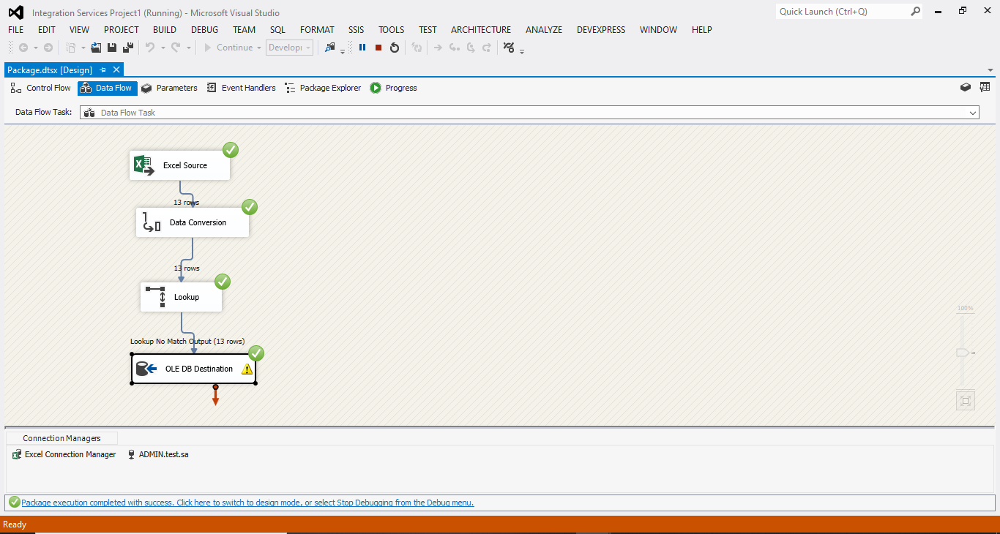 Integration Services Project1 (Running) - Microsoft Visual Studio
Quick Launch (Ctrl+Q)
FILE EDIT VIEW PROJECT BUILD DEBUG TEAM SQL FORMAT SSIS TOOLS TEST ARCHITECTURE ANALYZE DEVEXPRESS WINDOW HELP
Continue Develop
Package.dtsx [Design]
Control Flow Data Flow Parameters Event Handlers Package Explorer Progress
Data Flow Task: Data Flow Task
Excel Source
13 rows
Data Conversion
13 rows
Lookup
100%
Lookup No Match Output (13 rows)
OLE DB Destination
Connection Managers
Excel Connection Manager ADMIN.test.sa
Package execution completed with success. Click here to switch to design mode, or select Stop Debugging from the Debug menu.
Ready